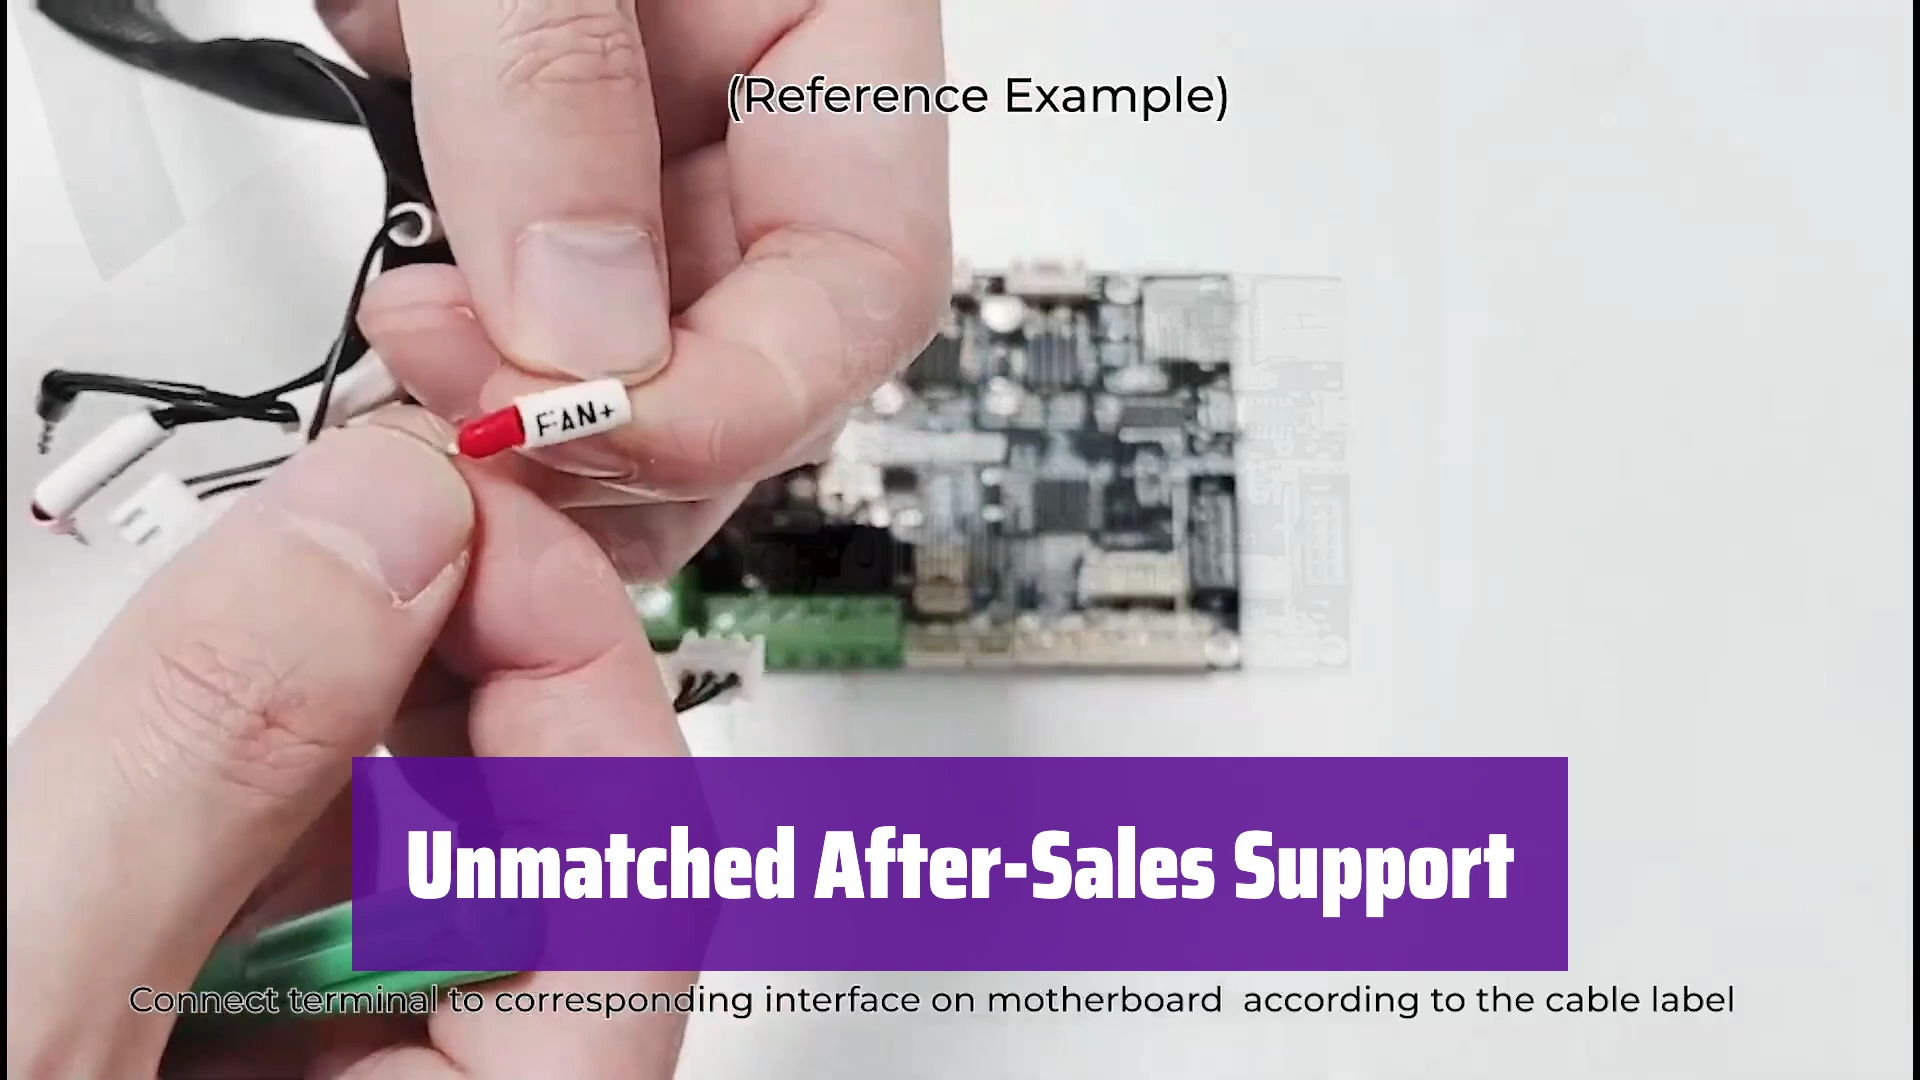 (Reference Example)
FAN+
Unmatched After-Sales Support
Connect terminal to corresponding interface on motherboard according to the cable label